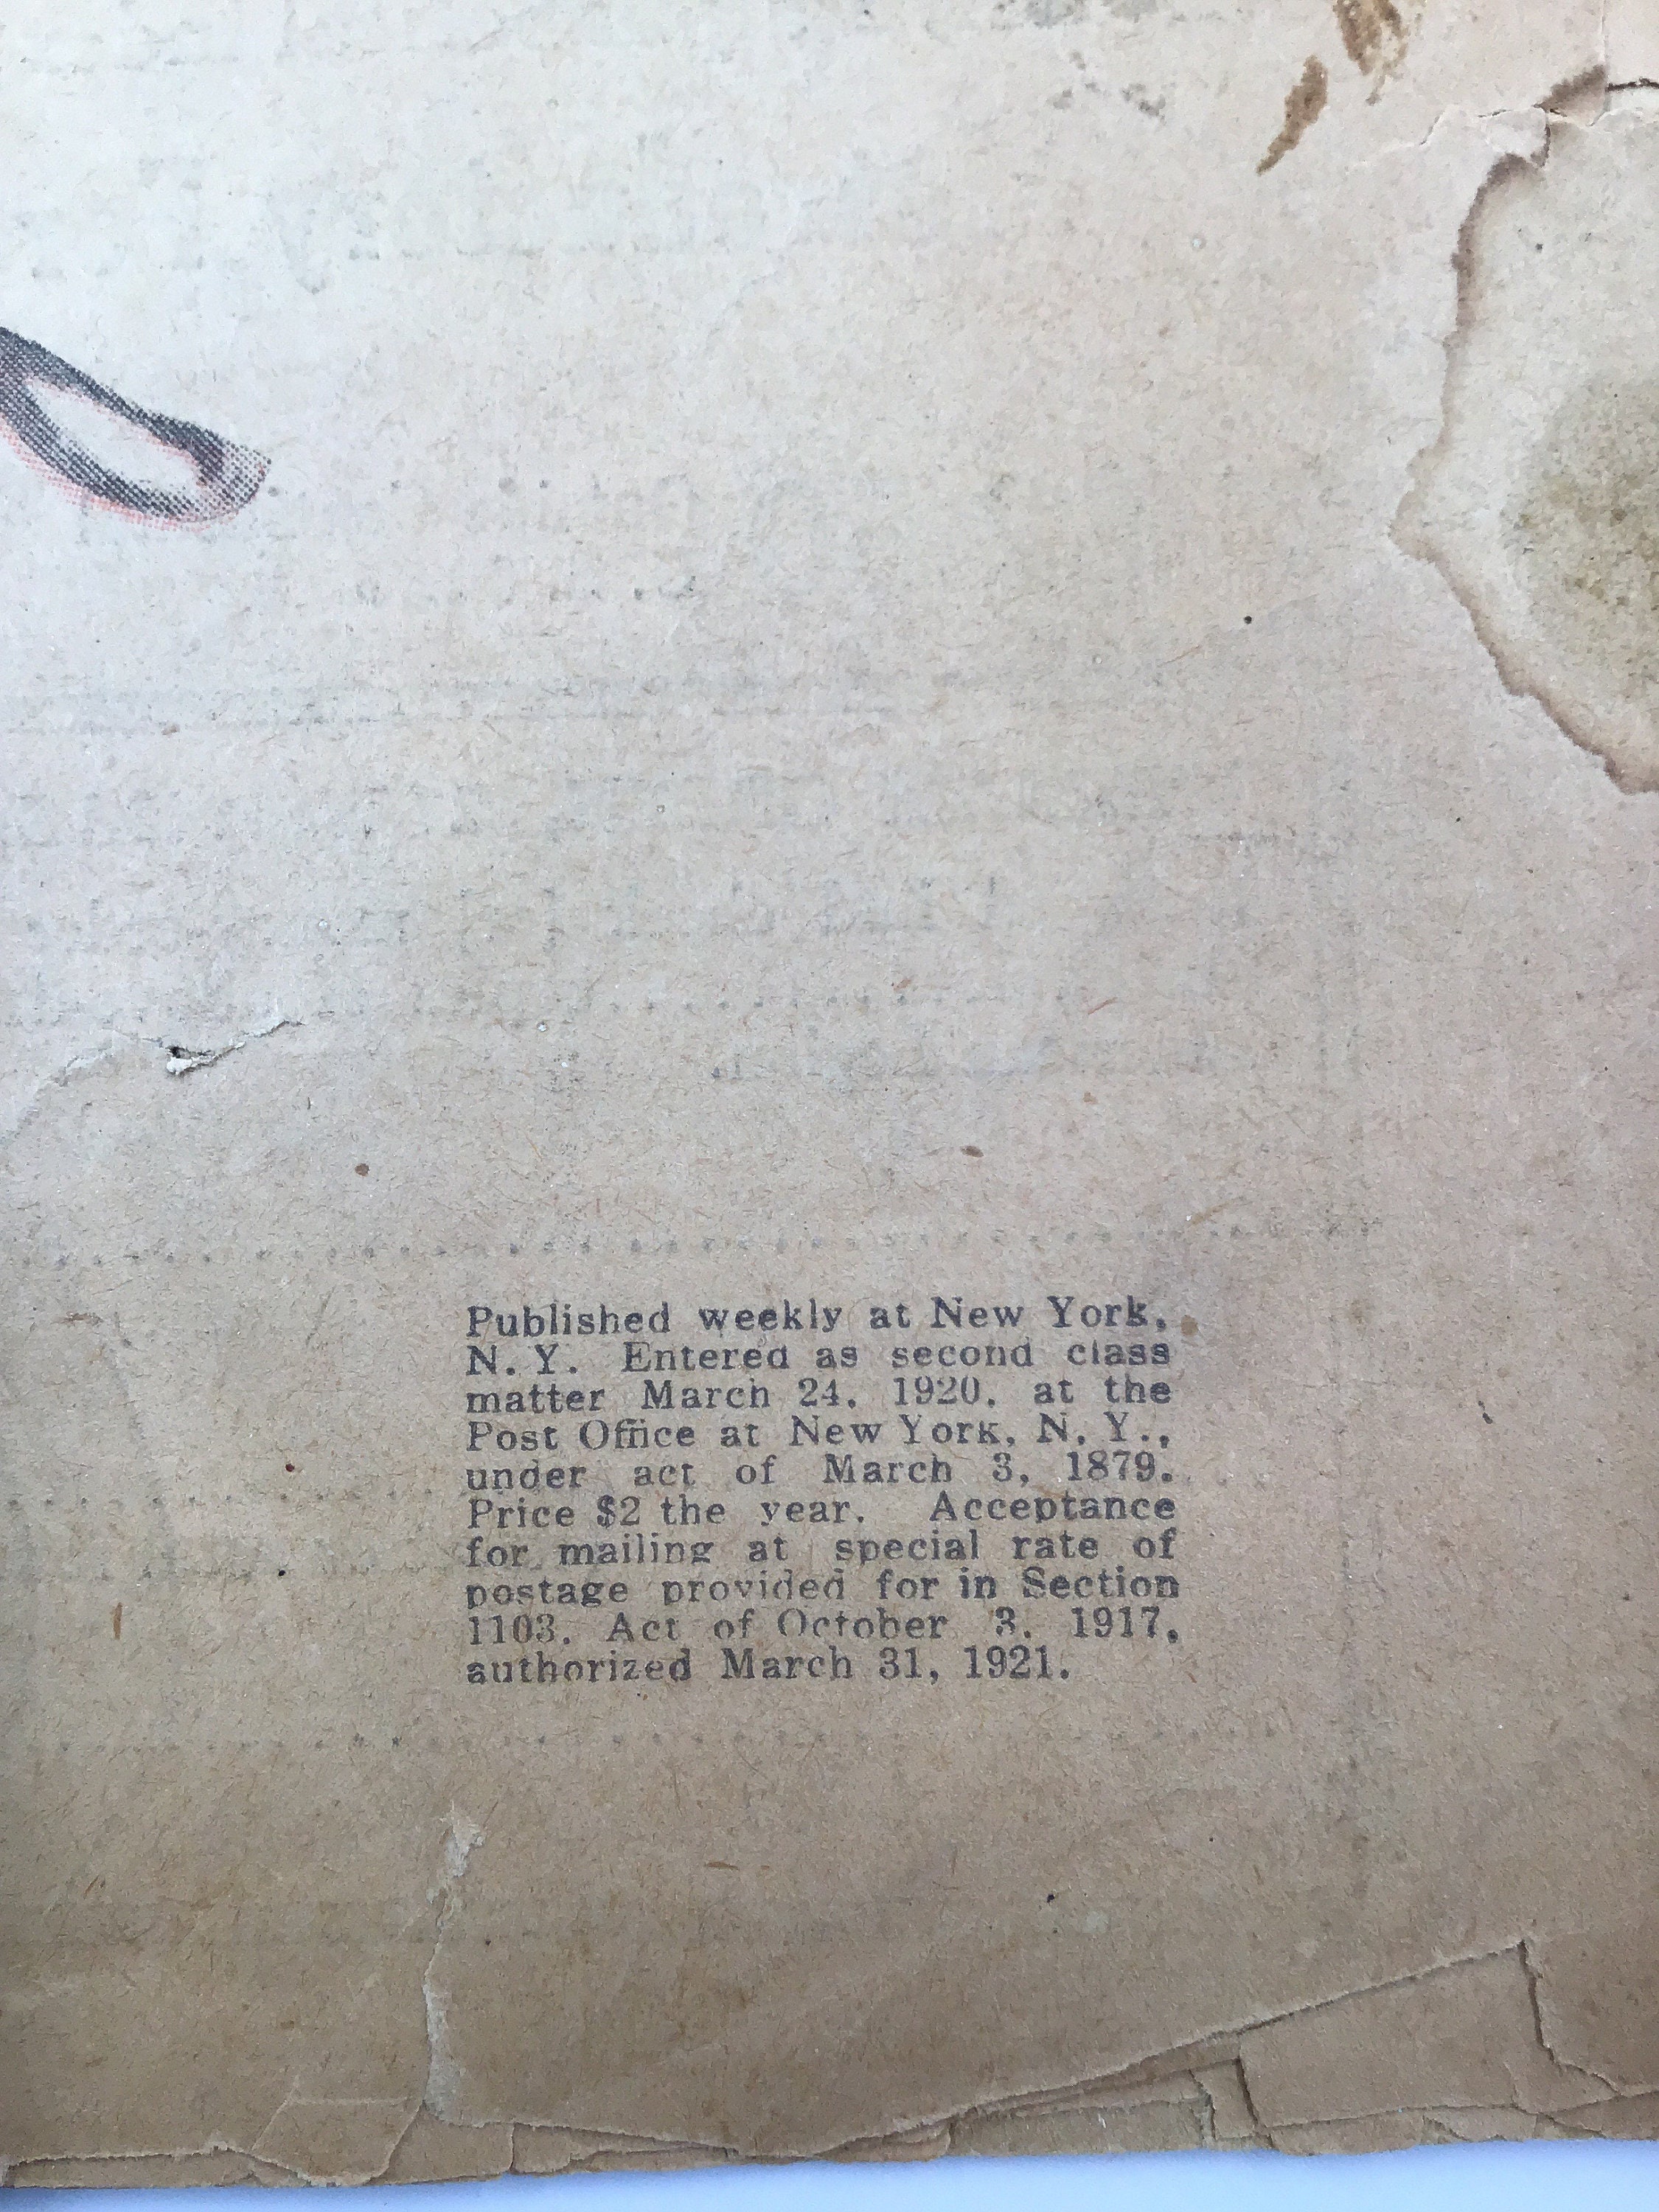 Published weekly at New York,
N. Y. Entered as second class
matter March 24, 1920, at the
Post Office at New York, N. Y.,
under act of March 3, 1879.
Price $2 the year. Acceptance
for mailing at special rate of
postage provided for in Section
1103, Act of October 3, 1917,
authorized March 31, 1921.